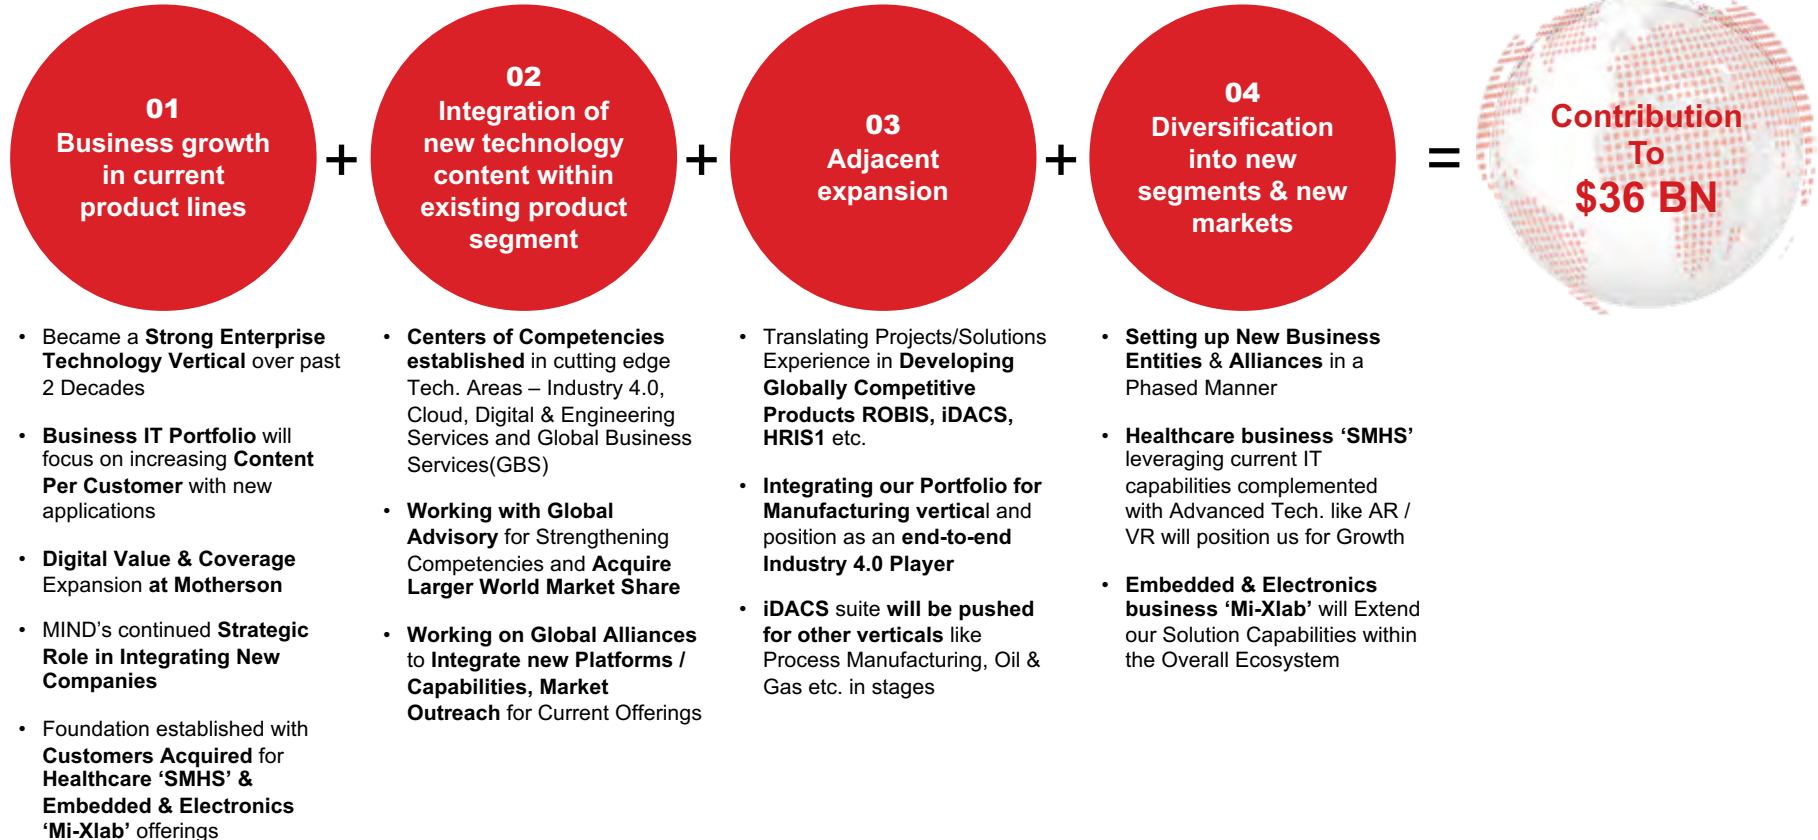 01
Business growth
in current
product lines
+
02
Integration of
new technology
content within
existing product
segment
+
03
Adjacent
expansion
+
04
Diversification
into new
segments & new
markets
=
Contribution
To
$36 BN
• Became a Strong Enterprise
Technology Vertical over past
2 Decades
• Business IT Portfolio will
focus on increasing Content
Per Customer with new
applications
• Digital Value & Coverage
Expansion at Motherson
• MIND's continued Strategic
Role in Integrating New
Companies
• Foundation established with
Customers Acquired for
Healthcare ‘SMHS’ &
Embedded & Electronics
‘Mi-Xlab’ offerings
• Centers of Competencies
established in cutting edge
Tech. Areas – Industry 4.0,
Cloud, Digital & Engineering
Services and Global Business
Services(GBS)
• Working with Global
Advisory for Strengthening
Competencies and Acquire
Larger World Market Share
• Working on Global Alliances
to Integrate new Platforms /
Capabilities, Market
Outreach for Current Offerings
• Translating Projects/Solutions
Experience in Developing
Globally Competitive
Products ROBIS, iDACS,
HRIS1 etc.
• Integrating our Portfolio for
Manufacturing vertical and
position as an end-to-end
Industry 4.0 Player
• iDACS suite will be pushed
for other verticals like
Process Manufacturing, Oil &
Gas etc. in stages
• Setting up New Business
Entities & Alliances in a
Phased Manner
• Healthcare business ‘SMHS’
leveraging current IT
capabilities complemented
with Advanced Tech. like AR /
VR will position us for Growth
• Embedded & Electronics
business ‘Mi-Xlab’ will Extend
our Solution Capabilities within
the Overall Ecosystem